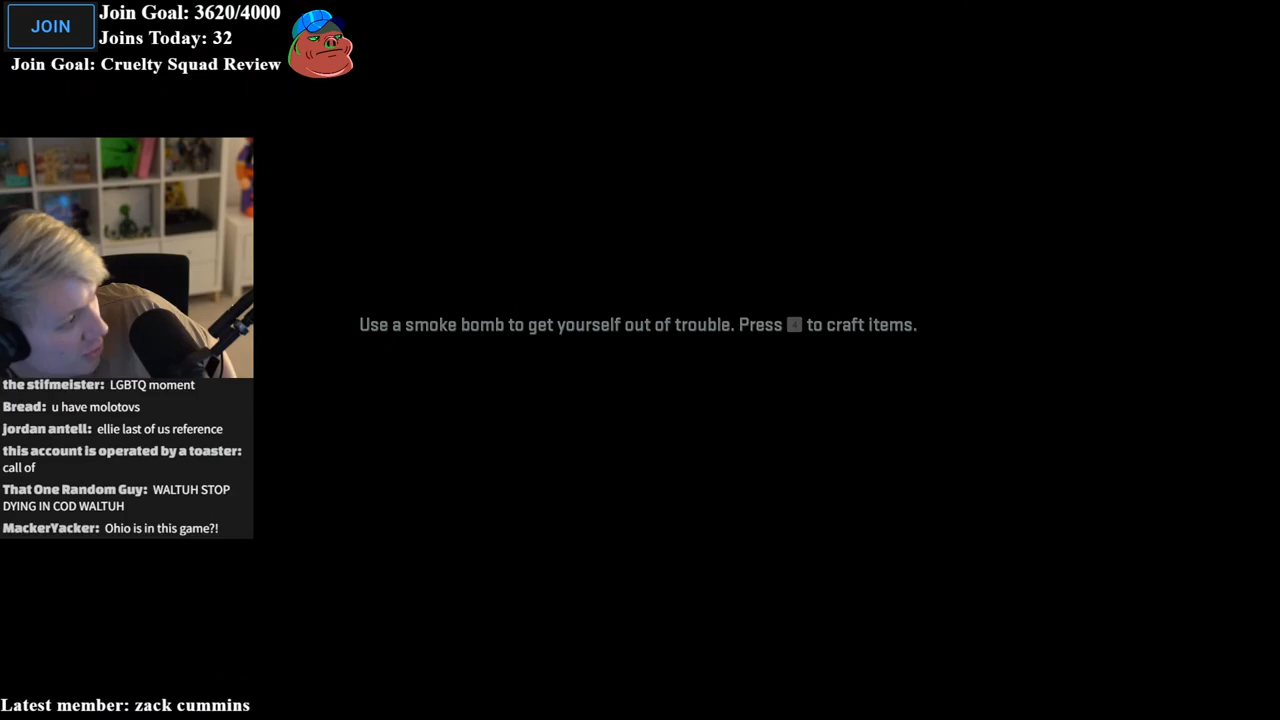 JOIN
Join Goal: 3620/4000
Joins Today: 32
Join Goal: Cruelty Squad Review
Use a smoke bomb to get yourself out of trouble. Press 4 to craft items.
the stifmeister: LGBTQ moment
Bread: u have molotovs
jordan antell: ellie last of us reference
this account is operated by a toaster:
call of
That One Random Guy: WALTUH STOP
DYING IN COD WALTUH
MackerYacker: Ohio is in this game?!
Latest member: zack cummins